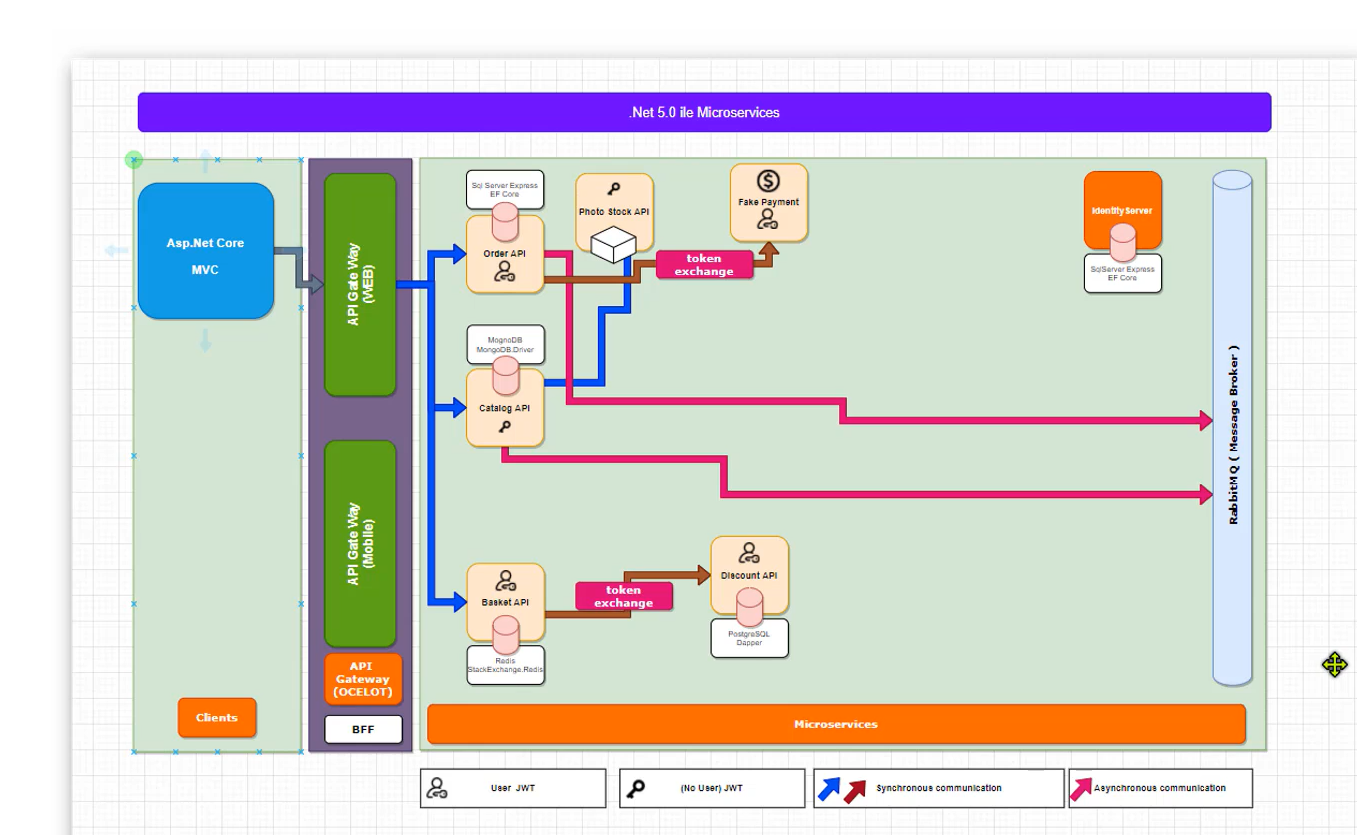 .Net 5.0 ile Microservices
Asp.Net Core
MVC
Clients
API Gate Way
(WEB)
API Gate Way
(Mobile)
API
Gateway
(OCELOT)
BFF
Sql Server Express
EF Core
Order API
Photo Stock API
Fake Payment
token
exchange
IdentityServer
SqlServer Express
EF Core
MognoDB
MongoDB.Driver
Catalog API
RabbitMQ ( Message Broker )
Basket API
Redis
StackExchange.Redis
token
exchange
Discount API
PostgreSQL
Dapper
Microservices
User JWT
(No User) JWT
Synchronous communication
Asynchronous communication